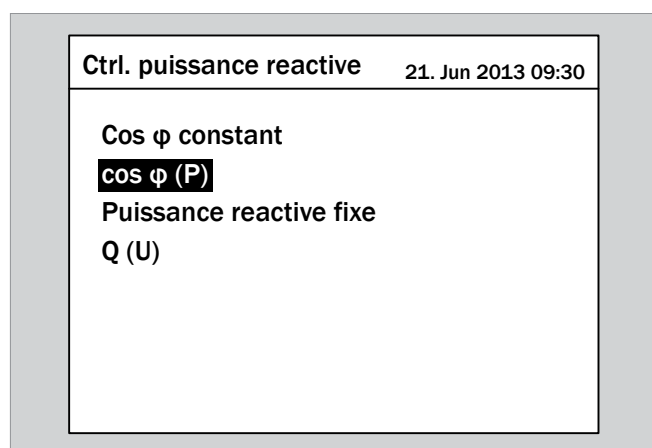 Ctrl. puissance reactive 21. Jun 2013 09:30
Cos φ constant
cos φ (P)
Puissance reactive fixe
Q (U)